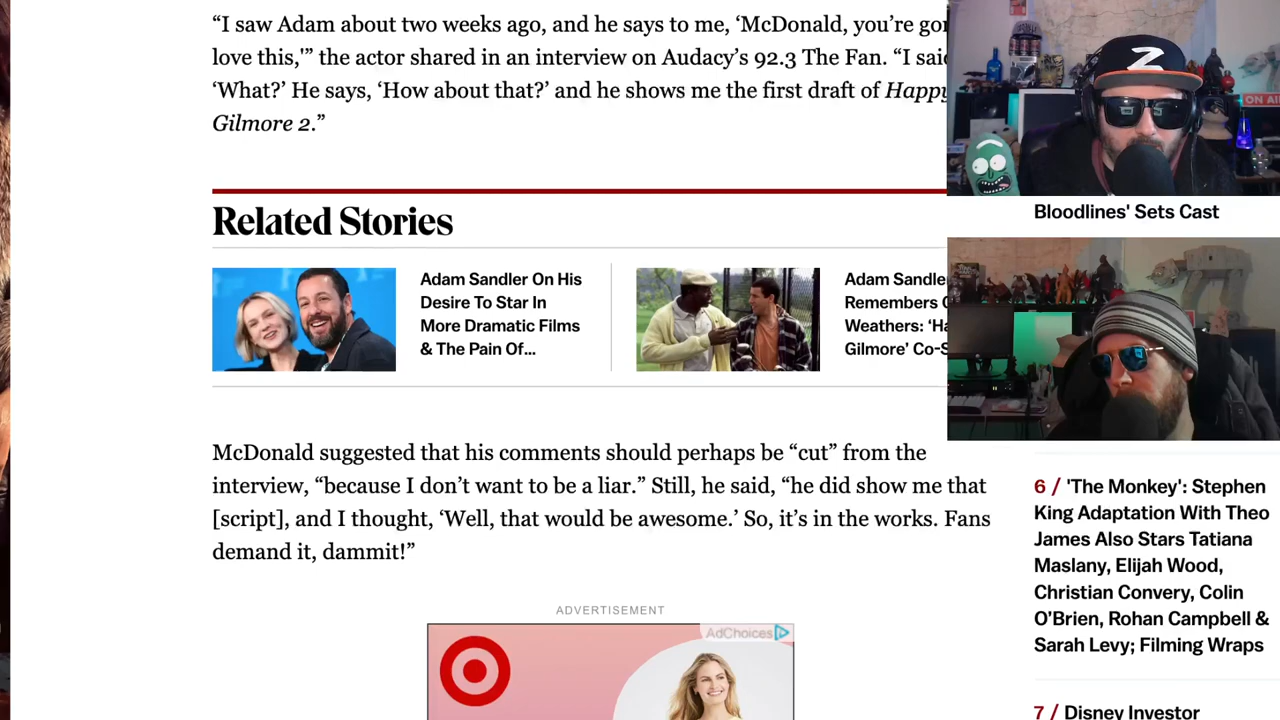 “I saw Adam about two weeks ago, and he says to me, ‘McDonald, you’re
love this,'” the actor shared in an interview on Audacy’s 92.3 The Fan. “I
‘What?’ He says, ‘How about that?’ and he shows me the first draft of Happy
Gilmore 2.”
Z
ON AIR
Bloodlines' Sets Cast
Related Stories
Adam Sandler On His
Desire To Star In
More Dramatic Films
& The Pain Of...
Adam Sandler
Remembers
Weathers:
Gilmore’
McDonald suggested that his comments should perhaps be “cut” from the
interview, “because I don’t want to be a liar.” Still, he said, “he did show me that
[script], and I thought, ‘Well, that would be awesome.’ So, it’s in the works. Fans
demand it, dammit!”
ADVERTISEMENT
AdChoices
6 / 'The Monkey': Stephen
King Adaptation With Theo
James Also Stars Tatiana
Maslany, Elijah Wood,
Christian Convery, Colin
O’Brien, Rohan Campbell &
Sarah Levy; Filming Wraps
7 / Disney Investor